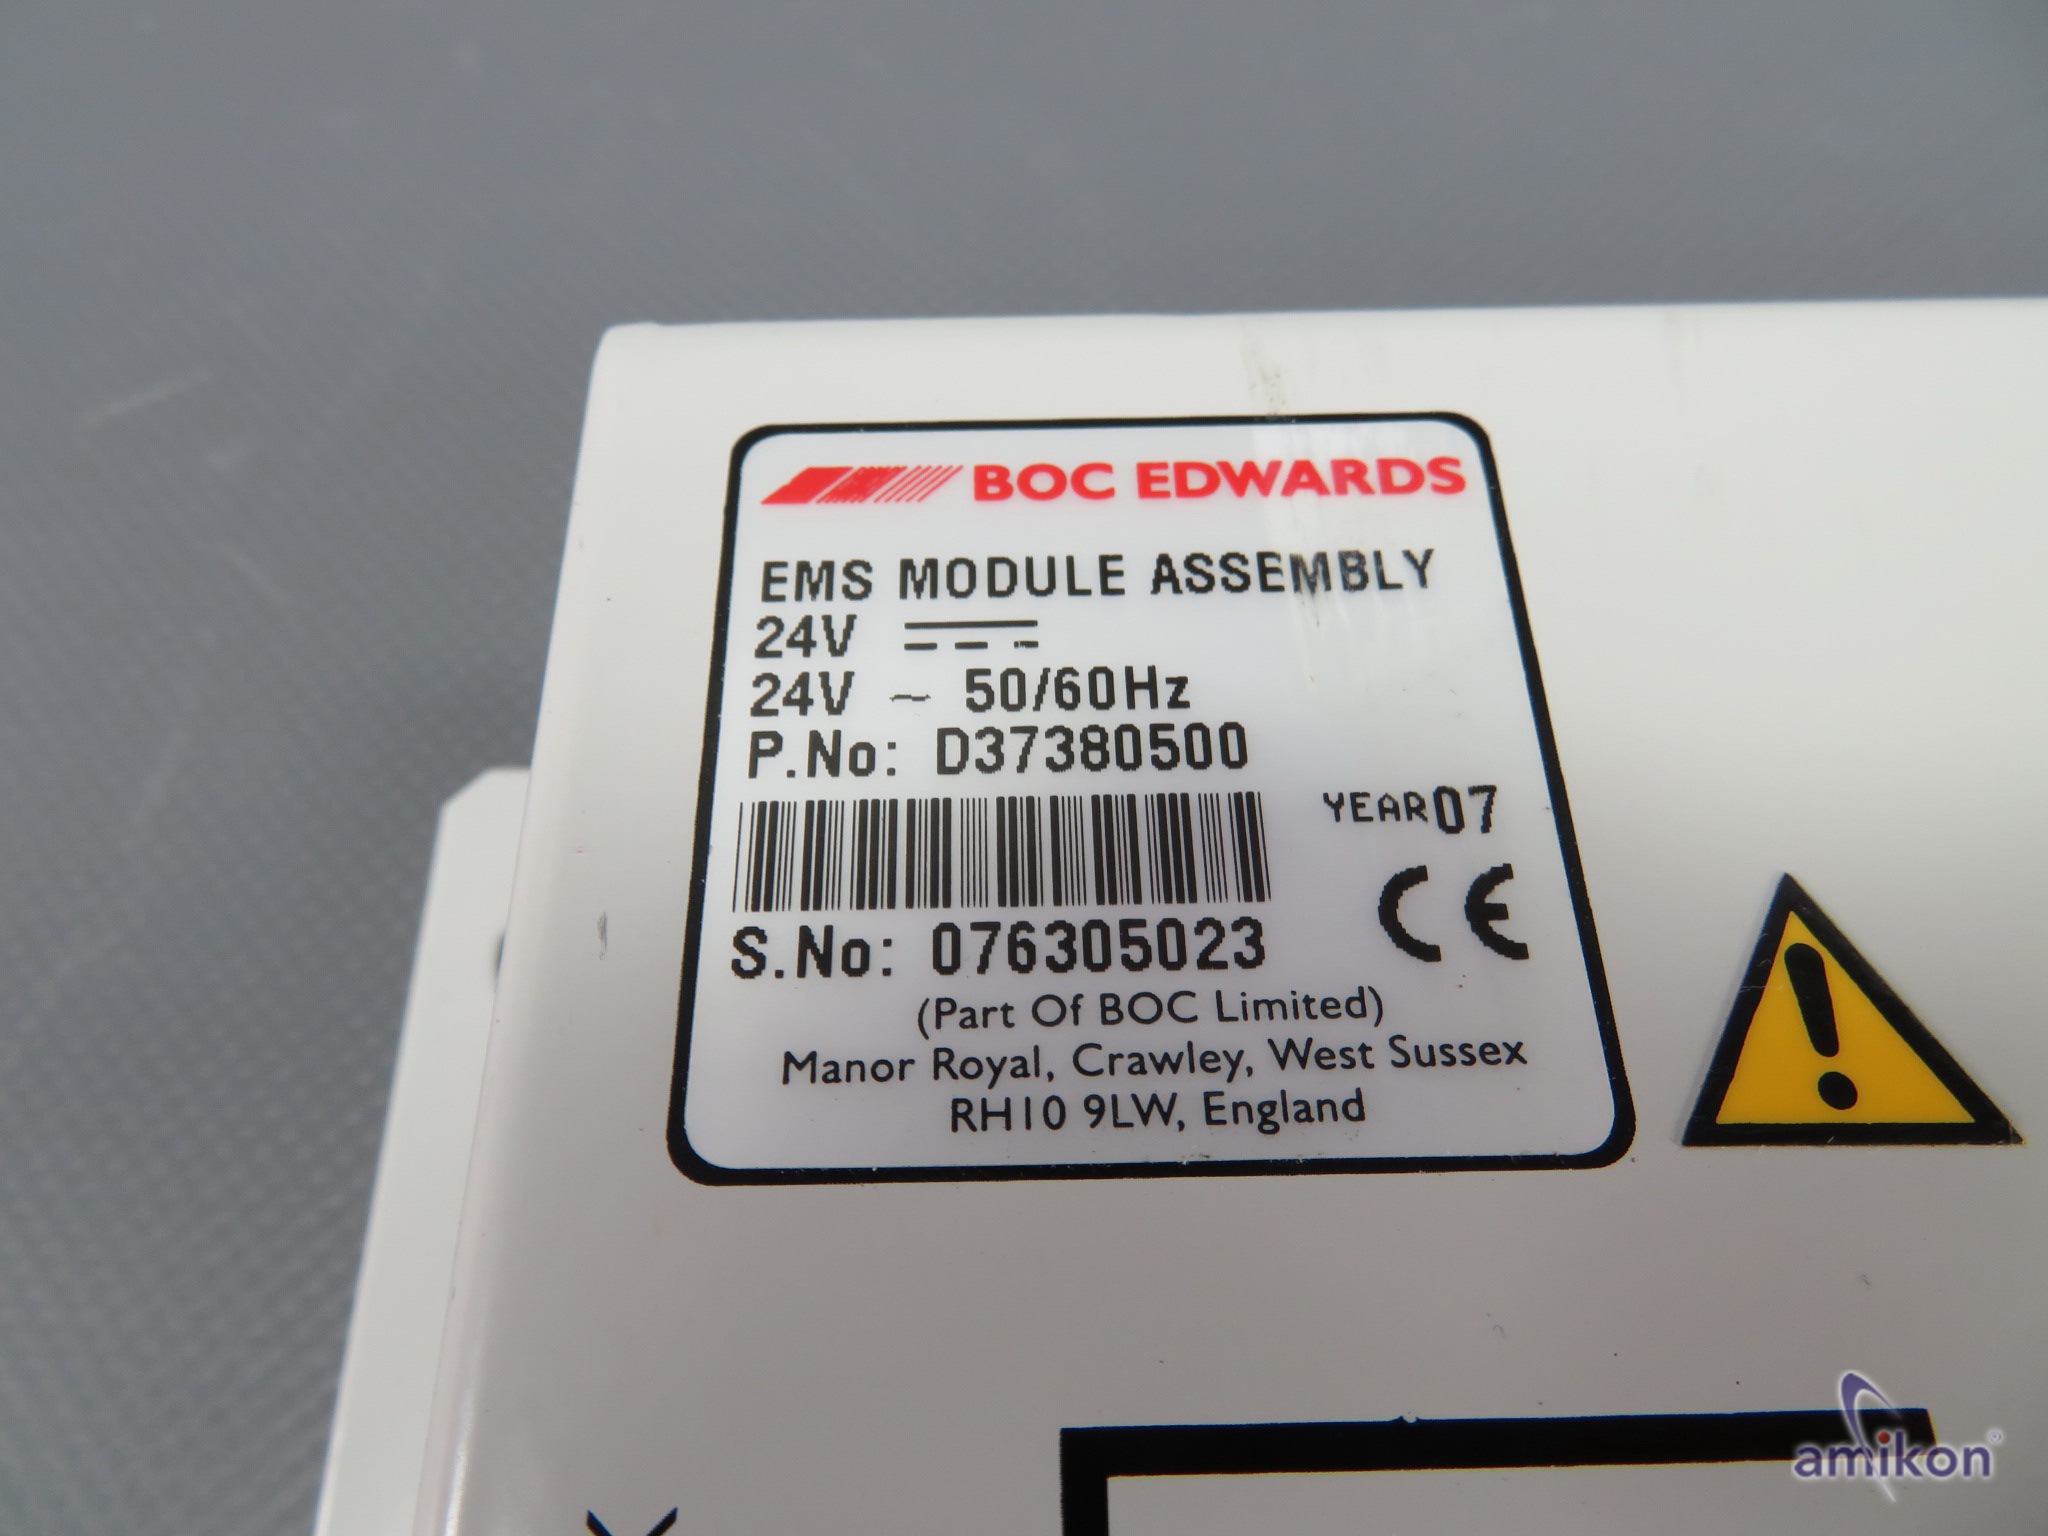 BOC EDWARDS
EMS MODULE ASSEMBLY
24V ⎓
24V ~ 50/60Hz
P.No: D37380500
YEAR07
CE
S.No: 076305023
(Part Of BOC Limited)
Manor Royal, Crawley, West Sussex
RH10 9LW, England
amikon®